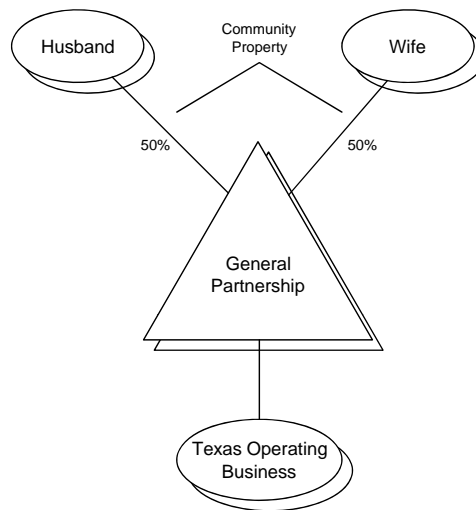 Husband
Community
Property
Wife
50%
50%
General
Partnership
Texas Operating
Business